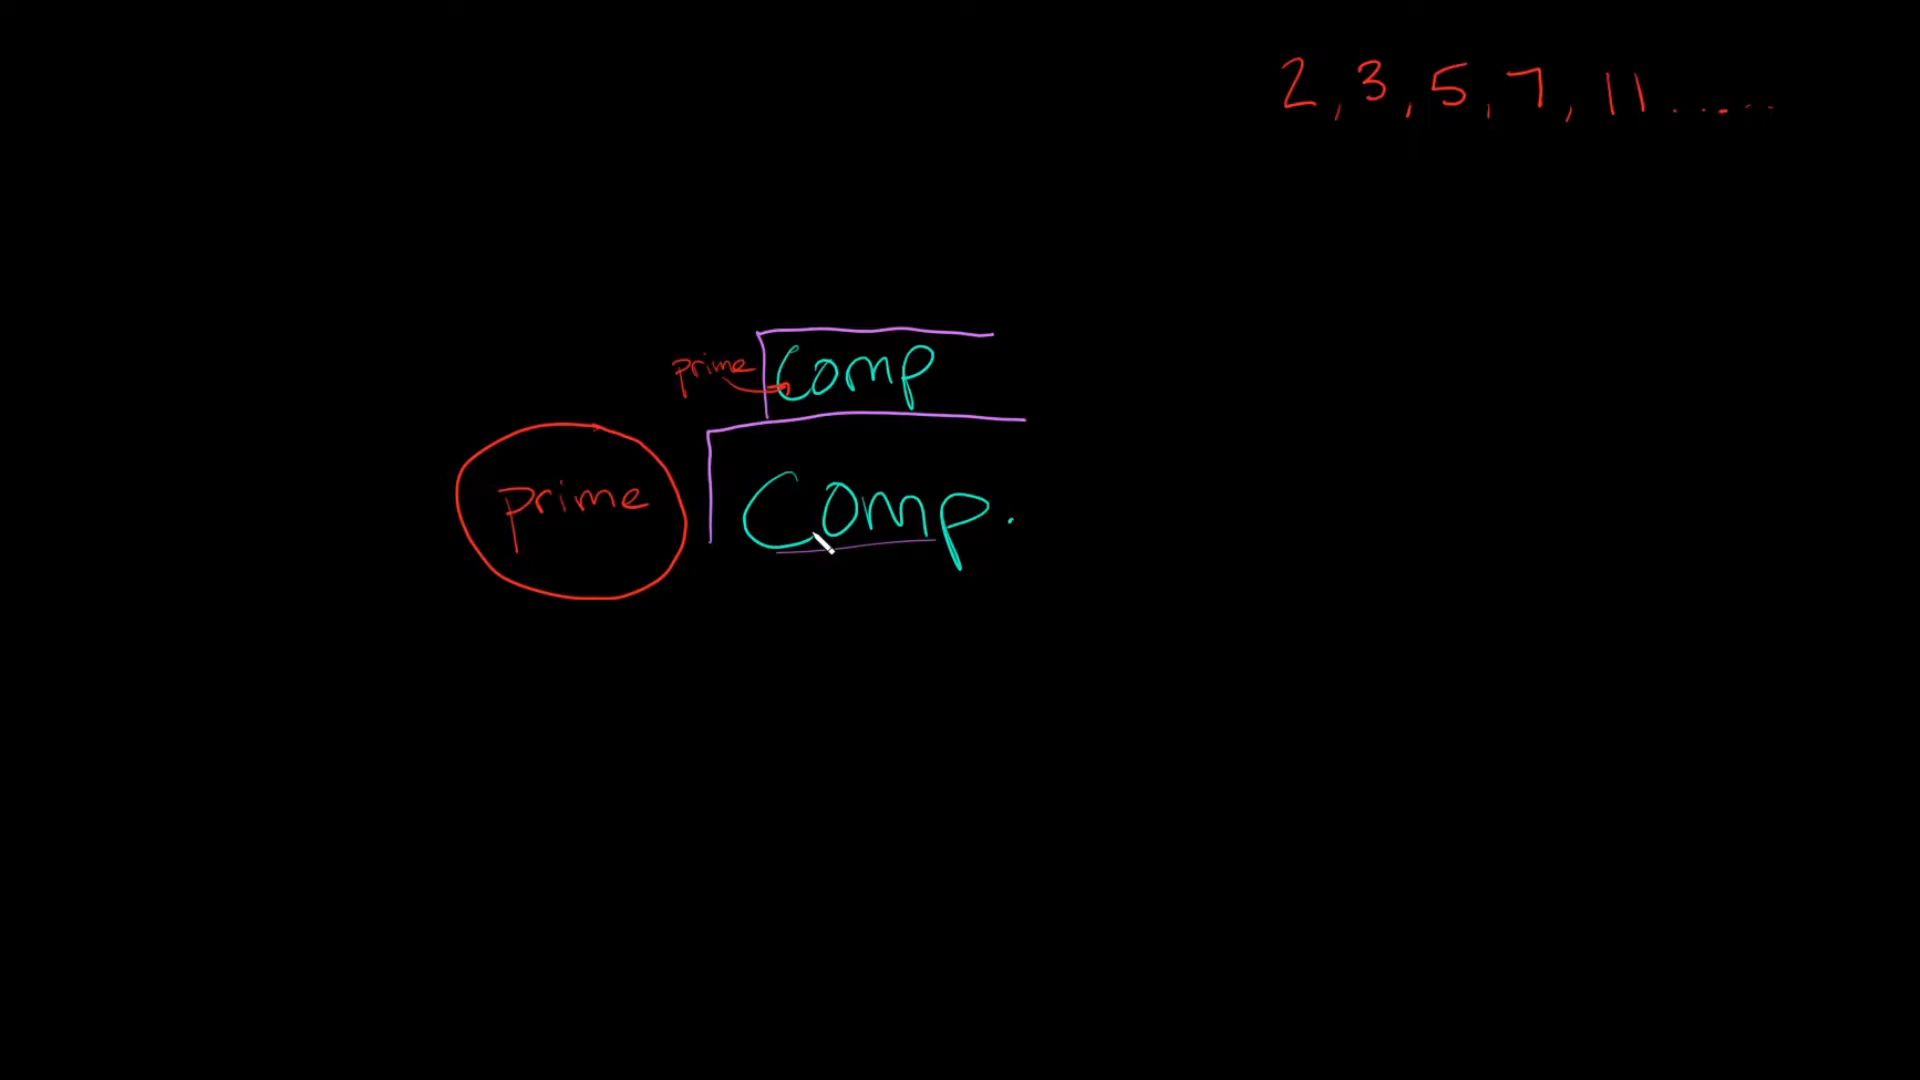 2, 3, 5, 7, 11.....
prime Comp
prime Comp.